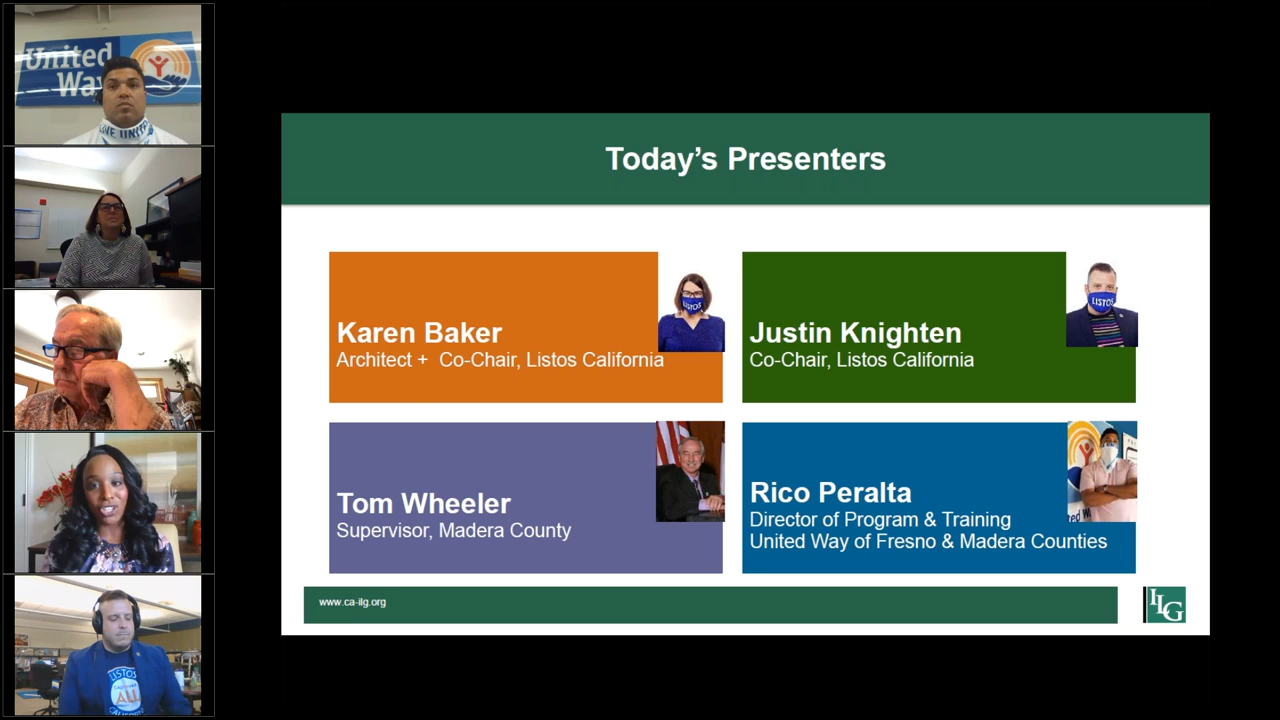 United
Way
LIVE UNITED
LISTOS
ALL
Today's Presenters
Karen Baker
Architect + Co-Chair, Listos California
LISTOS
Justin Knighten
Co-Chair, Listos California
LISTOS
Tom Wheeler
Supervisor, Madera County
Rico Peralta
Director of Program & Training
United Way of Fresno & Madera Counties
www.ca-ilg.org
ILG